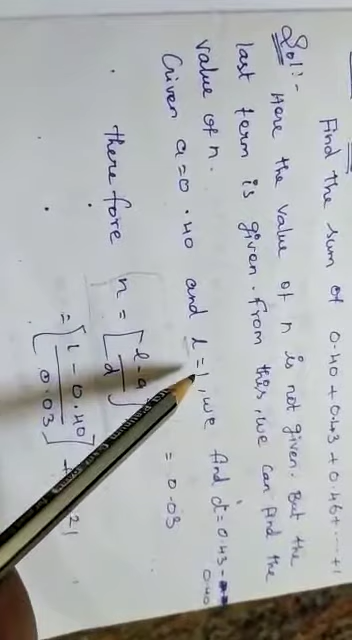 Find the sum of 0.40 + 0.43 + 0.46 + ... + 1
Sol:- Here the value of n is not given. But the
last term is given. From this, we can find the
value of n.
Given a = 0.40 and l = 1, we find d = 0.43 - 0.40
= 0.03
therefore n = [l - a / d]
= [1 - 0.40 / 0.03] + 21